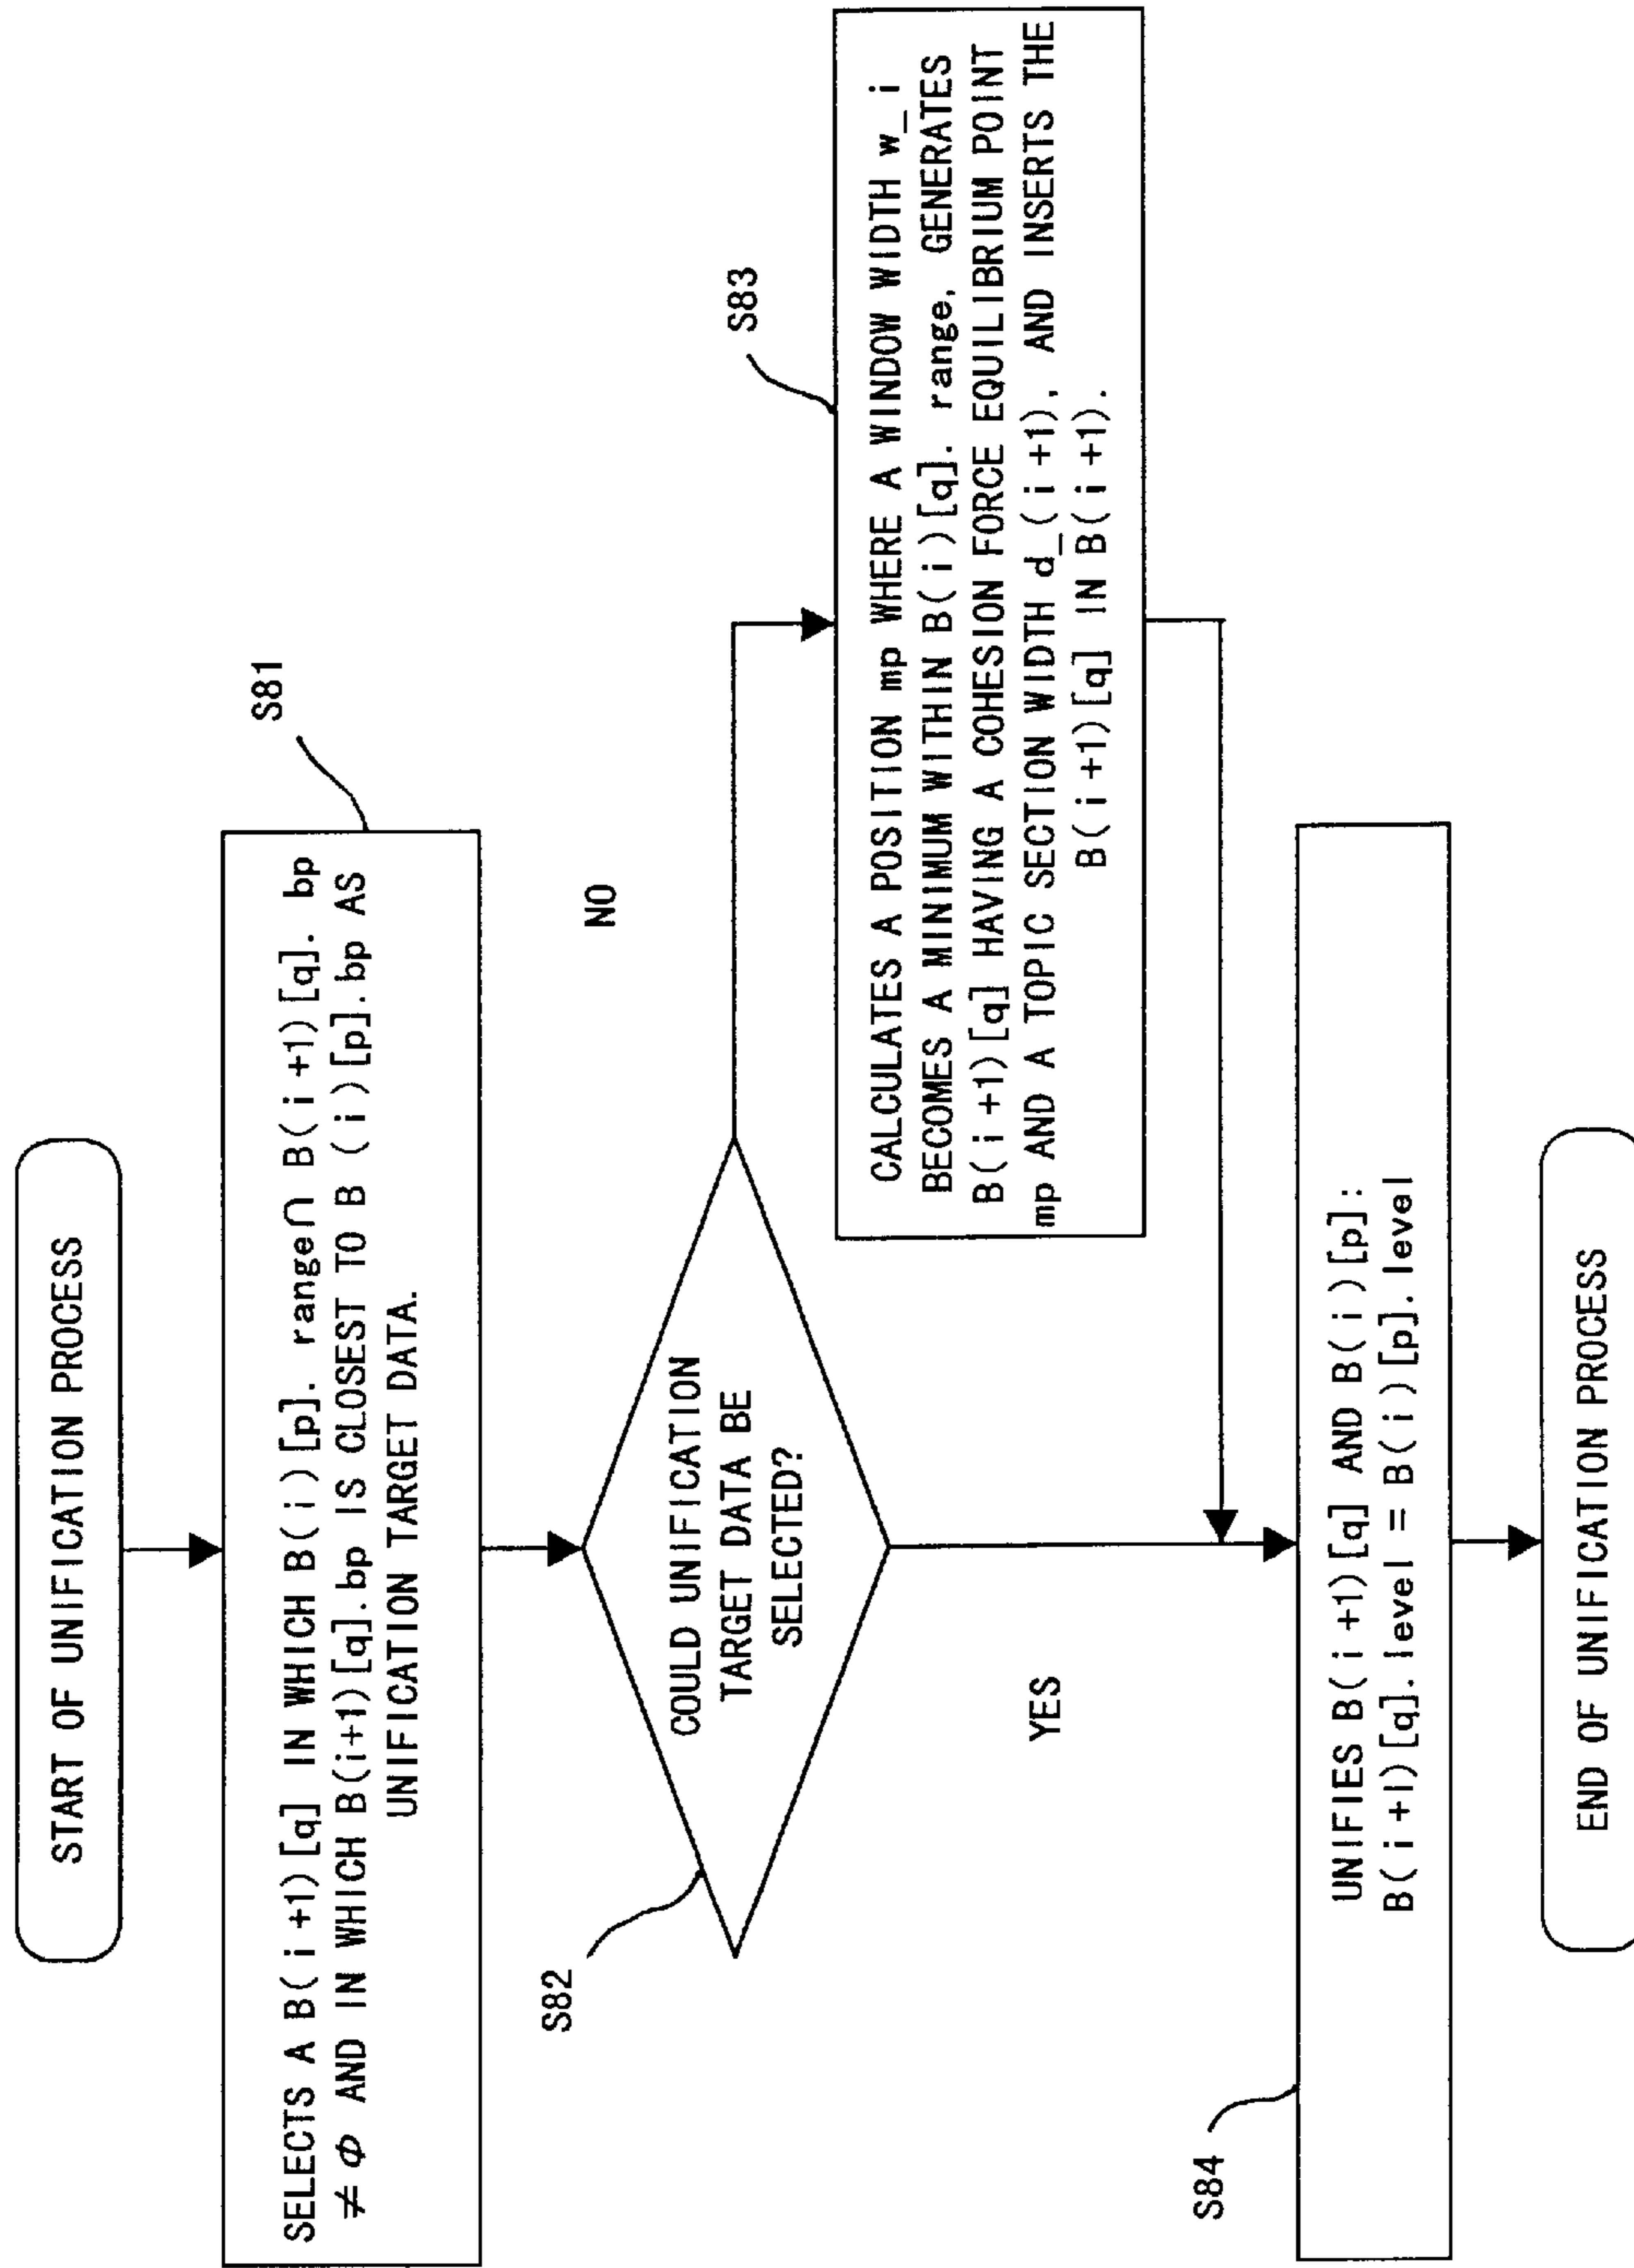 START OF UNIFICATION PROCESS
S81
SELECTS A B(i+1)[q] IN WHICH B(i)[p]. range∩ B(i+1)[q]. bp
≠ Φ AND IN WHICH B(i+1)[q].bp IS CLOSEST TO B (i)[p].bp AS
UNIFICATION TARGET DATA.
S82
COULD UNIFICATION
TARGET DATA BE
SELECTED?
NO
S83
CALCULATES A POSITION mp WHERE A WINDOW WIDTH w_i
BECOMES A MINIMUM WITHIN B(i)[q]. range, GENERATES
B(i+1)[q] HAVING A COHESION FORCE EQUILIBRIUM POINT
mp AND A TOPIC SECTION WIDTH d_(i+1), AND INSERTS THE
B(i+1)[q] IN B(i+1).
YES
S84
UNIFIES B(i+1)[q] AND B(i)[p]:
B(i+l)[q].level = B(i)[p].level
END OF UNIFICATION PROCESS